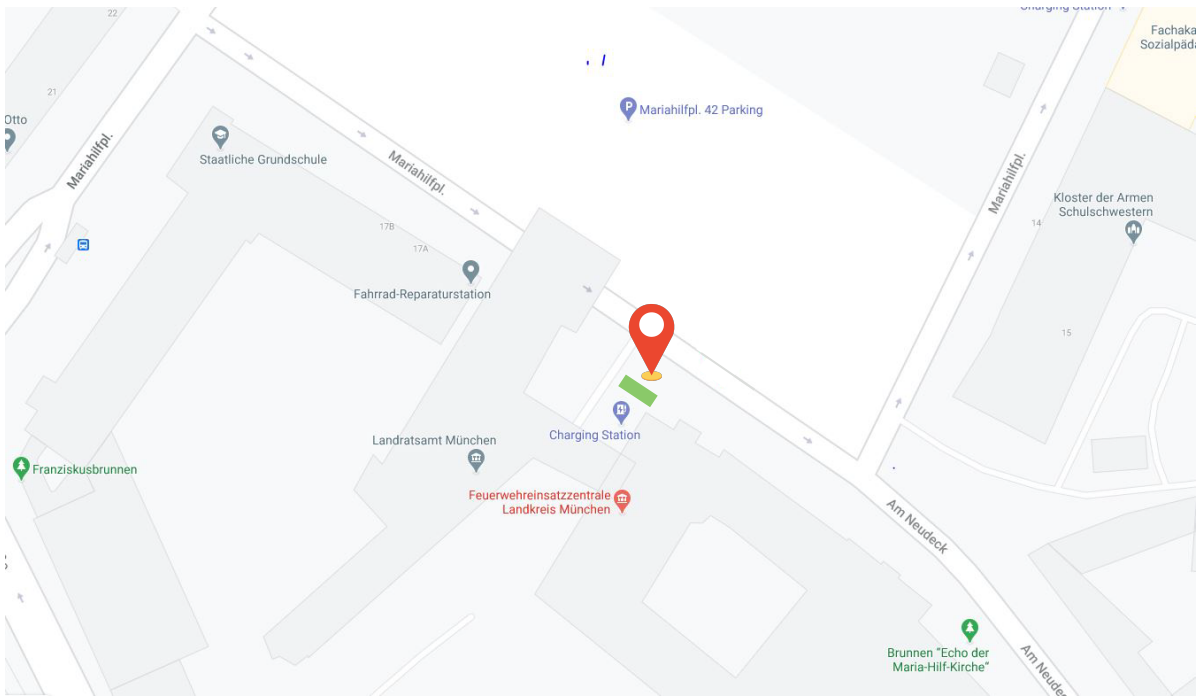 Charging Station
22
Fachaka
Sozialpäda
21
Otto
Mariahilfpl. 42 Parking
Mariahilfpl.
Staatliche Grundschule
Mariahilfpl.
Mariahilfpl.
Kloster der Armen
Schulschwestern
14
17B
17A
Fahrrad-Reparaturstation
15
Charging Station
Landratsamt München
Franziskusbrunnen
Feuerwehreinsatzzentrale
Landkreis München
Am Neudeck
Brunnen "Echo der
Maria-Hilf-Kirche"
Am Neudeck